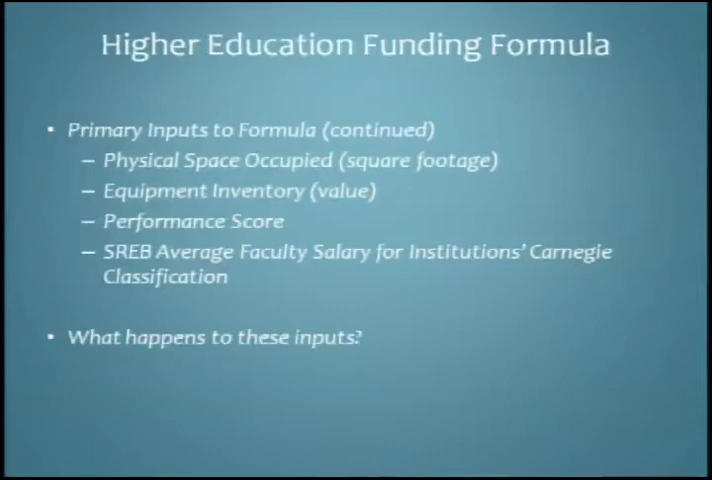 Higher Education Funding Formula
• Primary Inputs to Formula (continued)
– Physical Space Occupied (square footage)
– Equipment Inventory (value)
– Performance Score
– SREB Average Faculty Salary for Institutions' Carnegie
Classification
• What happens to these inputs?